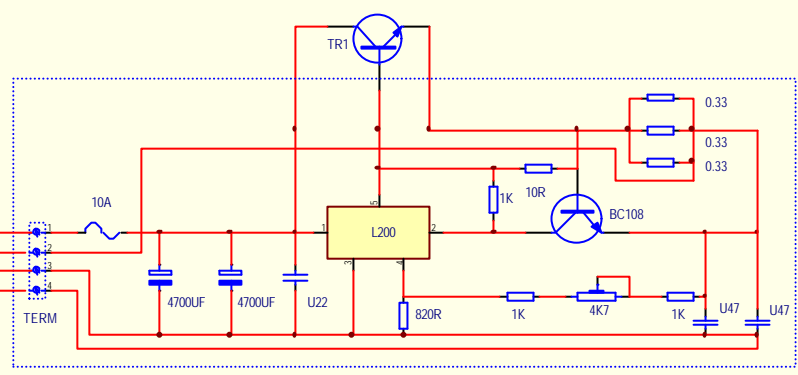 TR1
0.33
0.33
0.33
10A
5
1K
10R
BC108
1
L200
2
1
2
3
4
3
4
4700UF
4700UF
U22
820R
1K
4K7
1K
U47
U47
TERM